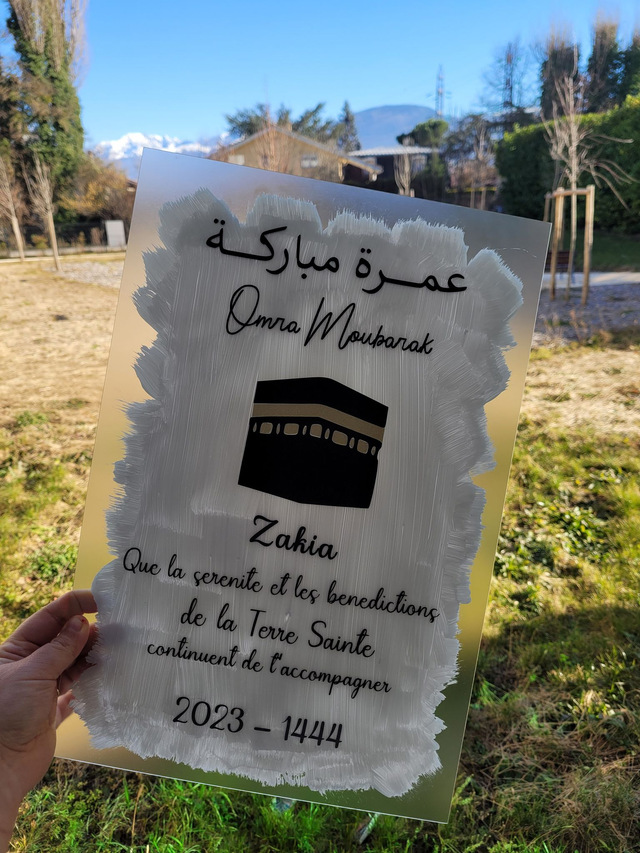 عمرة مباركة
Omra Moubarak
Zakia
Que la serenite et les benedictions
de la Terre Sainte
continuent de t'accompagner
2023 - 1444